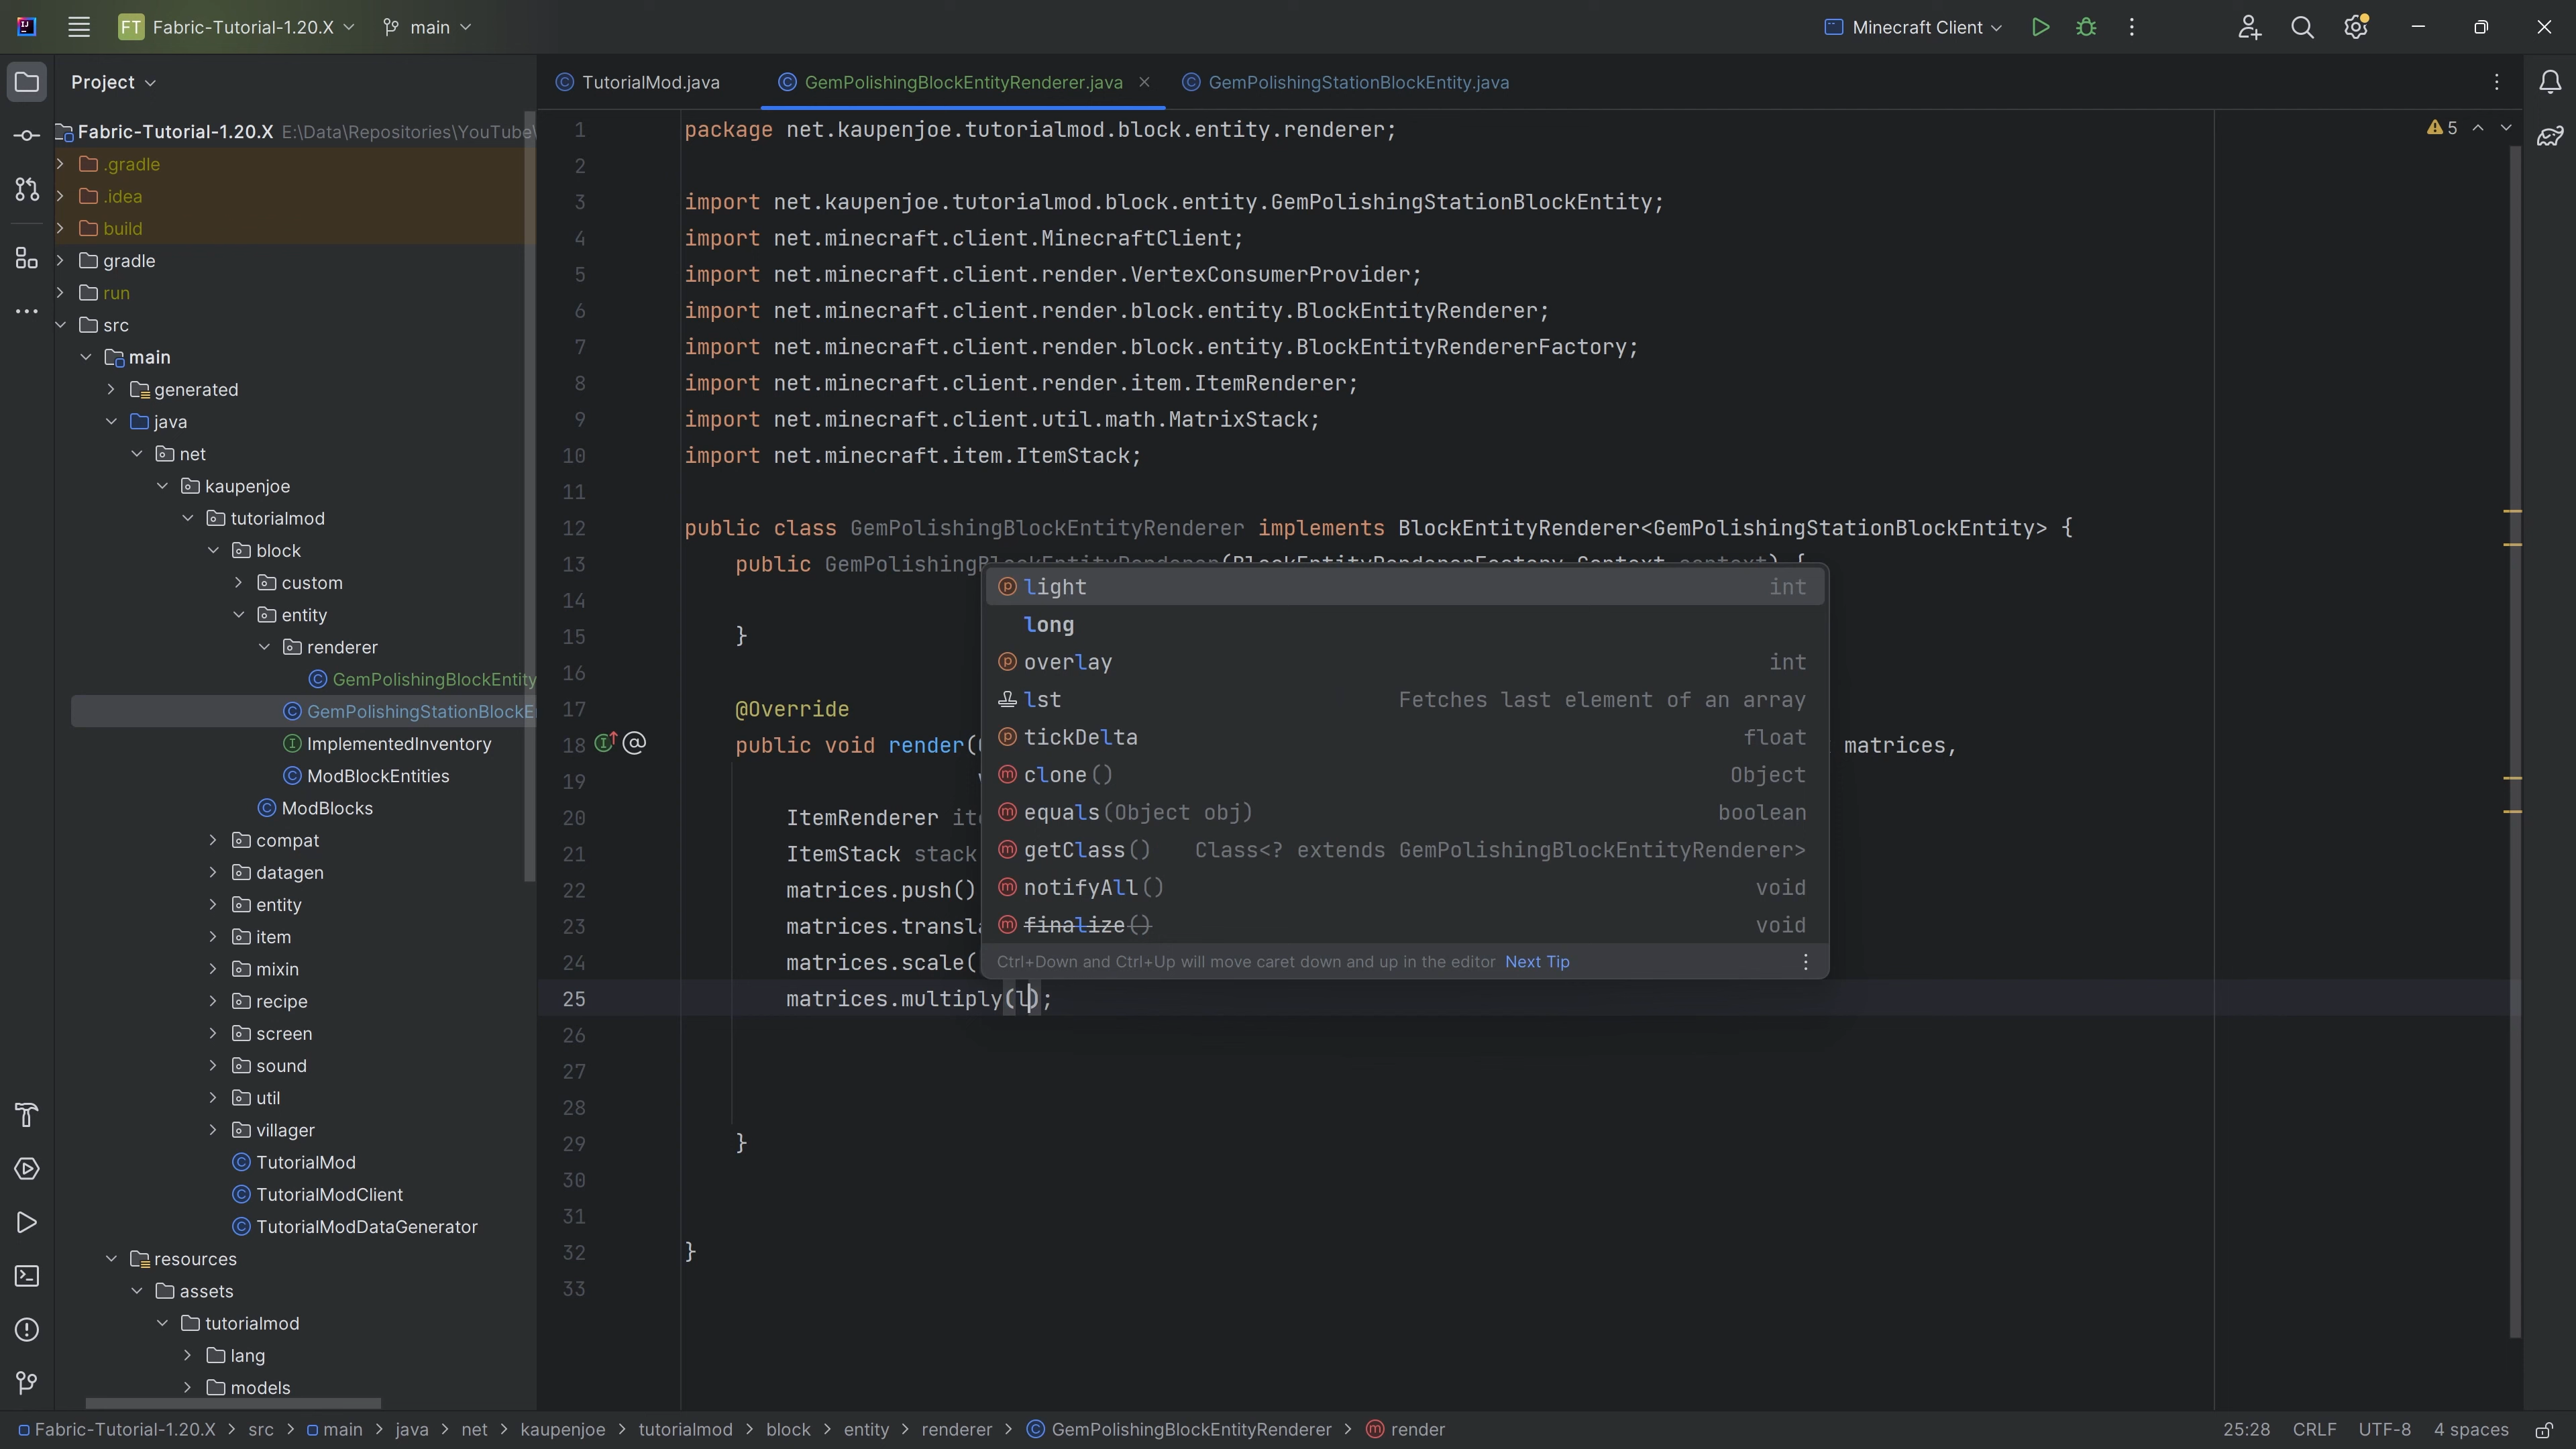 FT Fabric-Tutorial-1.20.X main Minecraft Client
Project
TutorialMod.java GemPolishingBlockEntityRenderer.java GemPolishingStationBlockEntity.java
Fabric-Tutorial-1.20.X E:\Data\Repositories\YouTube\
.gradle
.idea
build
gradle
run
src
main
generated
java
net
kaupenjoe
tutorialmod
block
custom
entity
renderer
GemPolishingBlockEntity
GemPolishingStationBlockE
ImplementedInventory
ModBlockEntities
ModBlocks
compat
datagen
entity
item
mixin
recipe
screen
sound
util
villager
TutorialMod
TutorialModClient
TutorialModDataGenerator
resources
assets
tutorialmod
lang
models
5
1 package net.kaupenjoe.tutorialmod.block.entity.renderer;
2
3 import net.kaupenjoe.tutorialmod.block.entity.GemPolishingStationBlockEntity;
4 import net.minecraft.client.MinecraftClient;
5 import net.minecraft.client.render.VertexConsumerProvider;
6 import net.minecraft.client.render.block.entity.BlockEntityRenderer;
7 import net.minecraft.client.render.block.entity.BlockEntityRendererFactory;
8 import net.minecraft.client.render.item.ItemRenderer;
9 import net.minecraft.client.util.math.MatrixStack;
10 import net.minecraft.item.ItemStack;
11
12 public class GemPolishingBlockEntityRenderer implements BlockEntityRenderer<GemPolishingStationBlockEntity> {
13 public GemPolishingBlockEntityRenderer(BlockEntityRendererFactory.Context context) {
14
15 }
16
17 @Override
18 public void render( matrices,
19
20 ItemRenderer ite
21 ItemStack stack
22 matrices.push()
23 matrices.transla
24 matrices.scale(
25 matrices.multiply(l);
26
27
28
29 }
30
31
32 }
33
light int
long
overlay int
lst Fetches last element of an array
tickDelta float
clone() Object
equals(Object obj) boolean
getClass() Class<? extends GemPolishingBlockEntityRenderer>
notifyAll() void
finalize() void
Ctrl+Down and Ctrl+Up will move caret down and up in the editor Next Tip
Fabric-Tutorial-1.20.X > src > main > java > net > kaupenjoe > tutorialmod > block > entity > renderer > GemPolishingBlockEntityRenderer > render 25:28 CRLF UTF-8 4 spaces